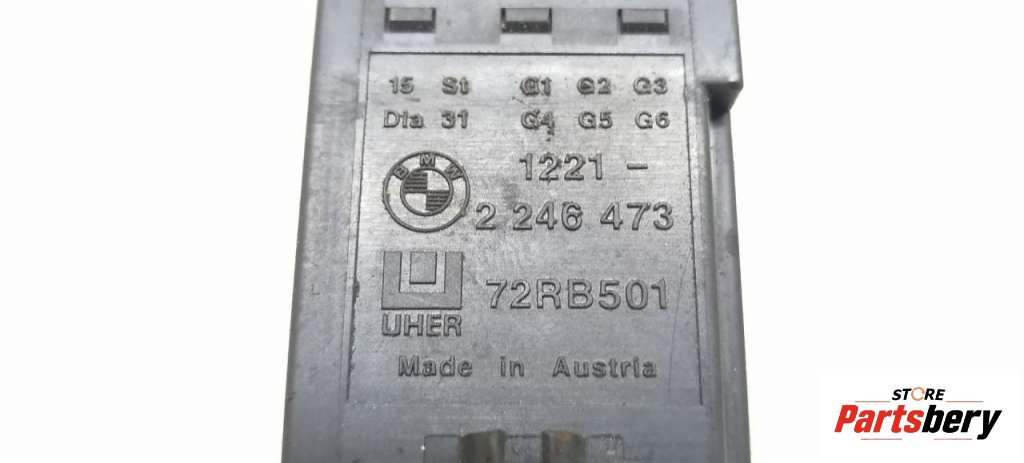 15 St G1 G2 G3
Dia 31 G4 G5 G6
BMW
1221 -
2 246 473
72RB501
UHER
Made in Austria
STORE
Partsbery